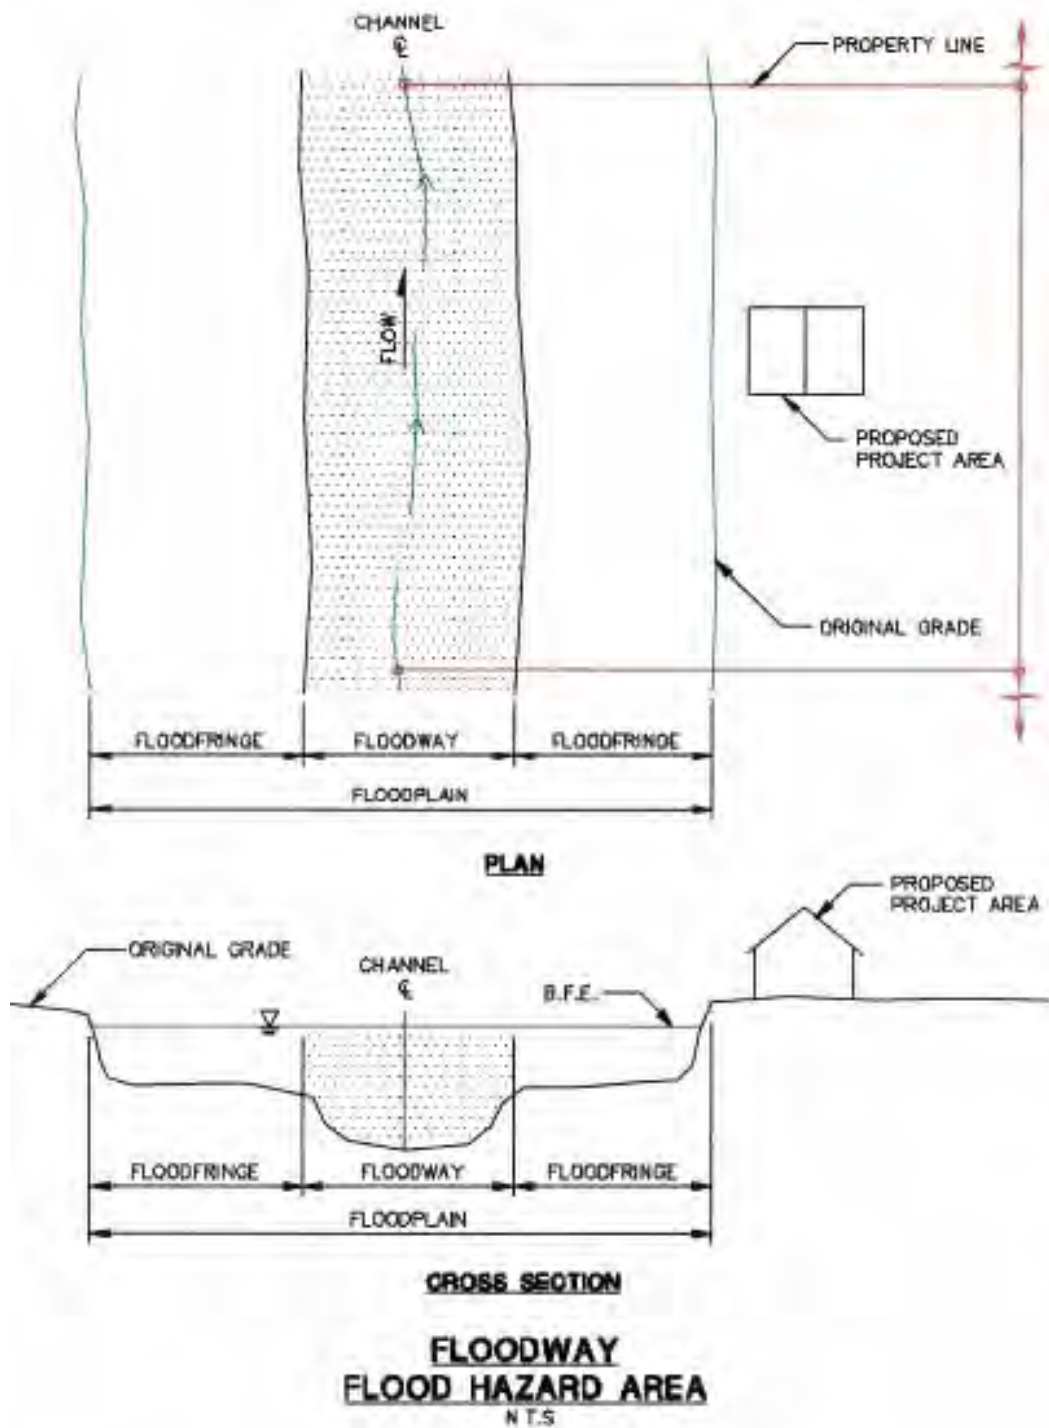 CHANNEL
℄
PROPERTY LINE
FLOW
PROPOSED
PROJECT AREA
ORIGINAL GRADE
FLOODFRINGE
FLOODWAY
FLOODFRINGE
FLOODPLAIN
PLAN
PROPOSED
PROJECT AREA
ORIGINAL GRADE
CHANNEL
℄
B.F.E.
FLOODFRINGE
FLOODWAY
FLOODFRINGE
FLOODPLAIN
CROSS SECTION
FLOODWAY
FLOOD HAZARD AREA
N.T.S